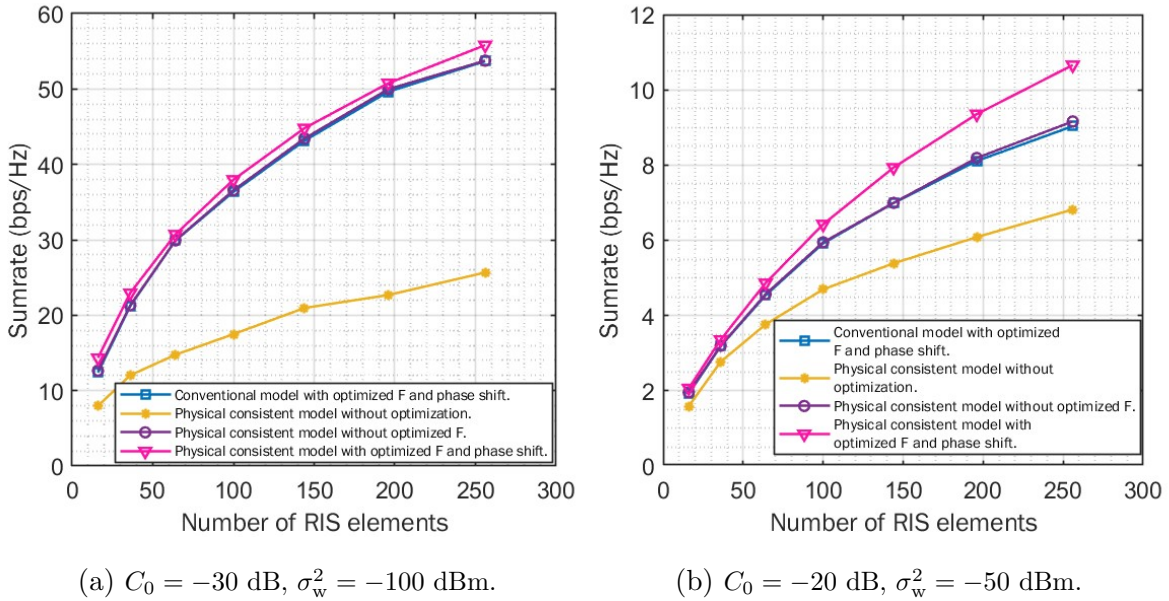 60
50
40
30
20
10
0
Sumrate (bps/Hz)
Conventional model with optimized F and phase shift.
Physical consistent model without optimization.
Physical consistent model without optimized F.
Physical consistent model with optimized F and phase shift.
0 50 100 150 200 250 300
Number of RIS elements
(a) C₀ = −30 dB, σ²_w = −100 dBm.
12
10
8
6
4
2
0
Sumrate (bps/Hz)
Conventional model with optimized
F and phase shift.
Physical consistent model without
optimization.
Physical consistent model without optimized F.
Physical consistent model with
optimized F and phase shift.
0 50 100 150 200 250 300
Number of RIS elements
(b) C₀ = −20 dB, σ²_w = −50 dBm.